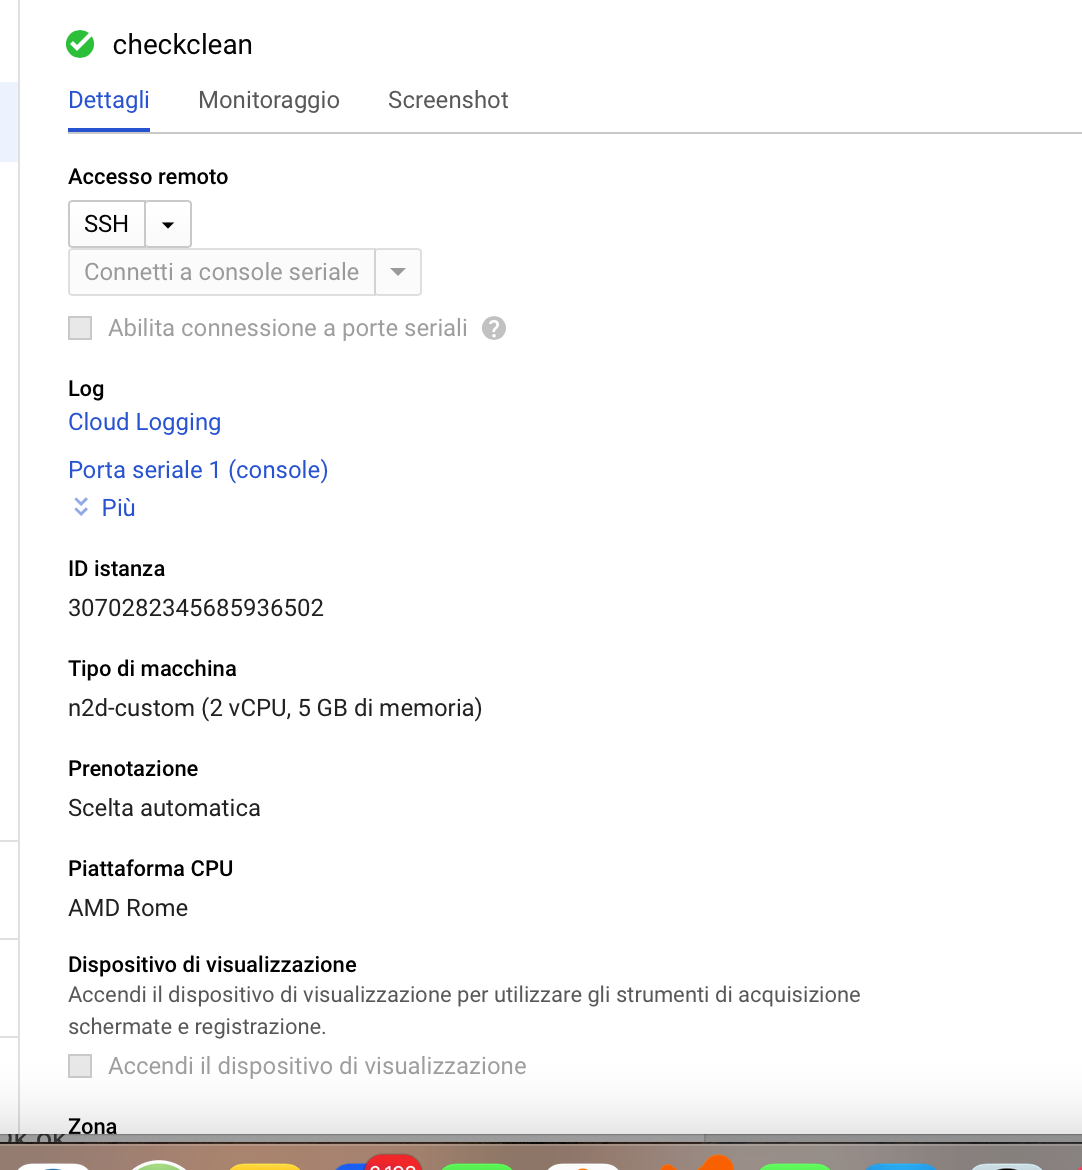 checkclean
Dettagli Monitoraggio Screenshot
Accesso remoto
SSH
Connetti a console seriale
Abilita connessione a porte seriali ?
Log
Cloud Logging
Porta seriale 1 (console)
Più
ID istanza
3070282345685936502
Tipo di macchina
n2d-custom (2 vCPU, 5 GB di memoria)
Prenotazione
Scelta automatica
Piattaforma CPU
AMD Rome
Dispositivo di visualizzazione
Accendi il dispositivo di visualizzazione per utilizzare gli strumenti di acquisizione
schermate e registrazione.
Accendi il dispositivo di visualizzazione
Zona